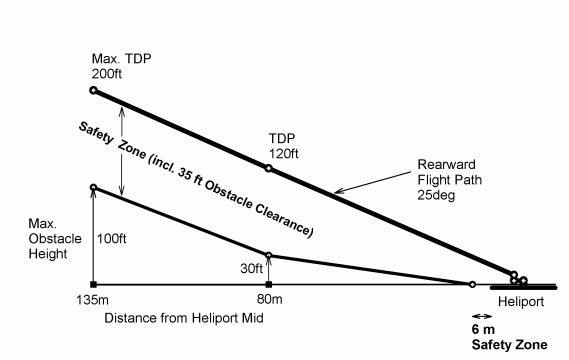 Max. TDP
200ft
TDP
120ft
Safety Zone (incl. 35 ft Obstacle Clearance)
Rearward
Flight Path
25deg
Max.
Obstacle
Height
100ft
30ft
135m
80m
Heliport
Distance from Heliport Mid
6 m
Safety Zone